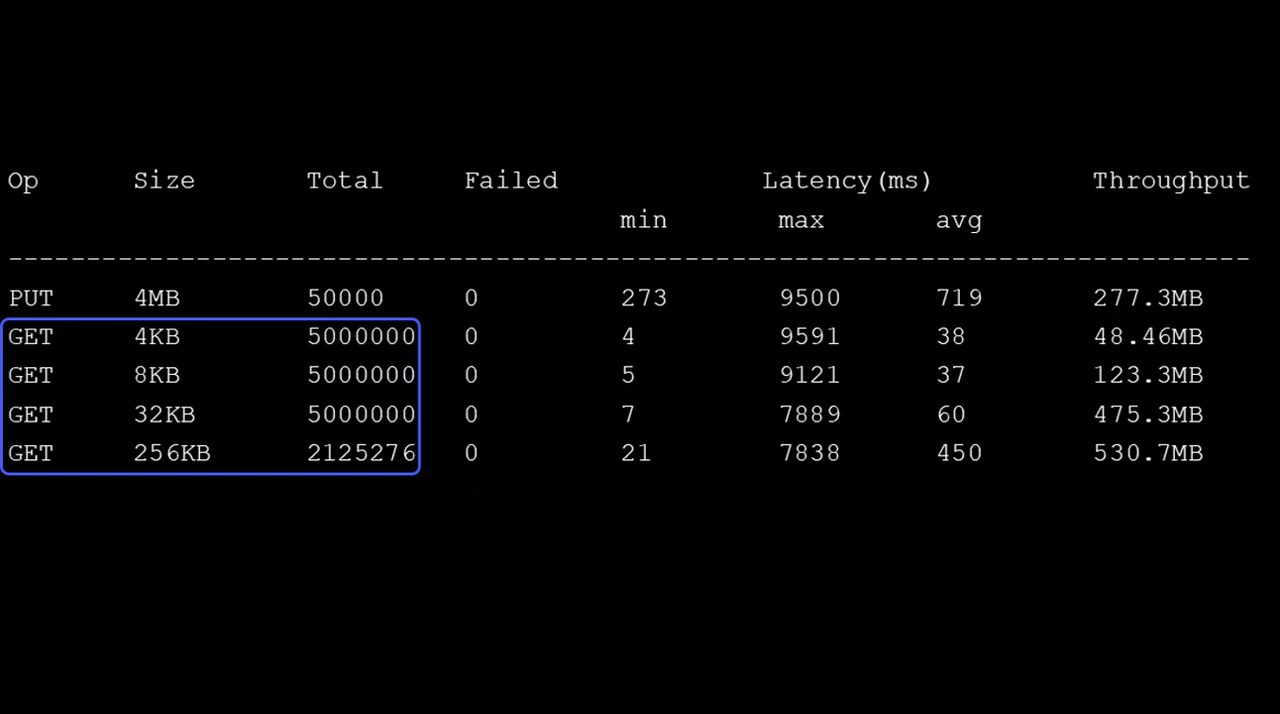 Op Size Total Failed Latency(ms) Throughput
min max avg
--------------------------------------------------------------------------------
PUT 4MB 50000 0 273 9500 719 277.3MB
GET 4KB 5000000 0 4 9591 38 48.46MB
GET 8KB 5000000 0 5 9121 37 123.3MB
GET 32KB 5000000 0 7 7889 60 475.3MB
GET 256KB 2125276 0 21 7838 450 530.7MB